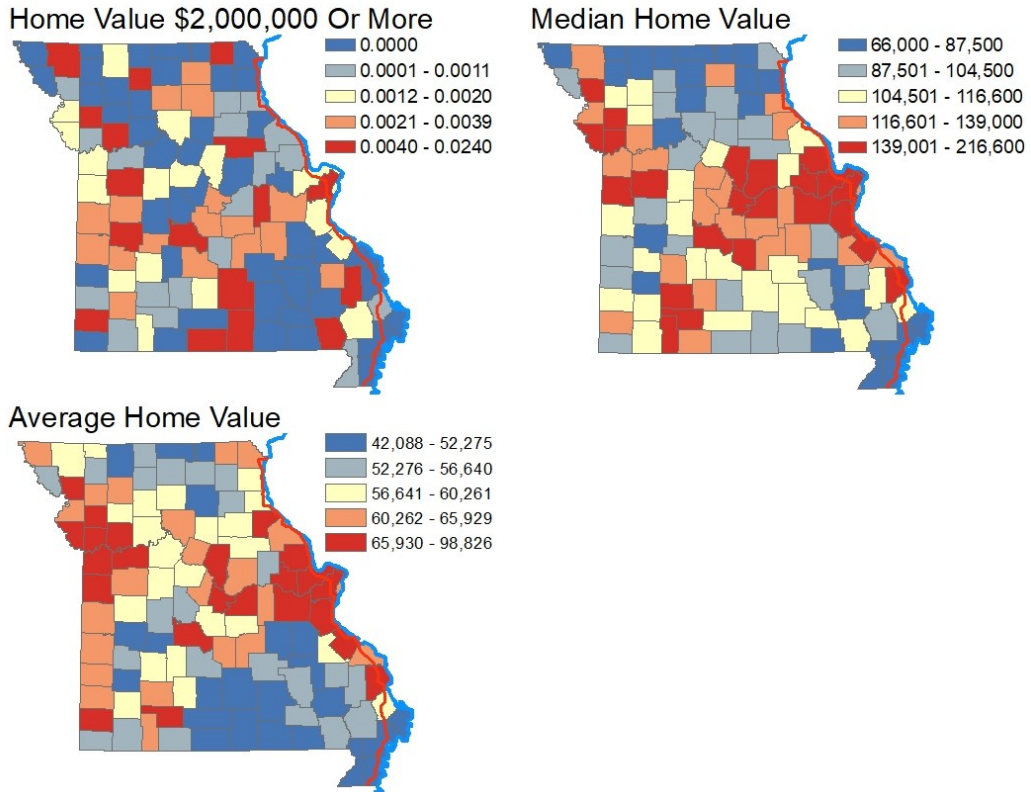 Home Value $2,000,000 Or More
0.0000
0.0001 - 0.0011
0.0012 - 0.0020
0.0021 - 0.0039
0.0040 - 0.0240
Median Home Value
66,000 - 87,500
87,501 - 104,500
104,501 - 116,600
116,601 - 139,000
139,001 - 216,600
Average Home Value
42,088 - 52,275
52,276 - 56,640
56,641 - 60,261
60,262 - 65,929
65,930 - 98,826